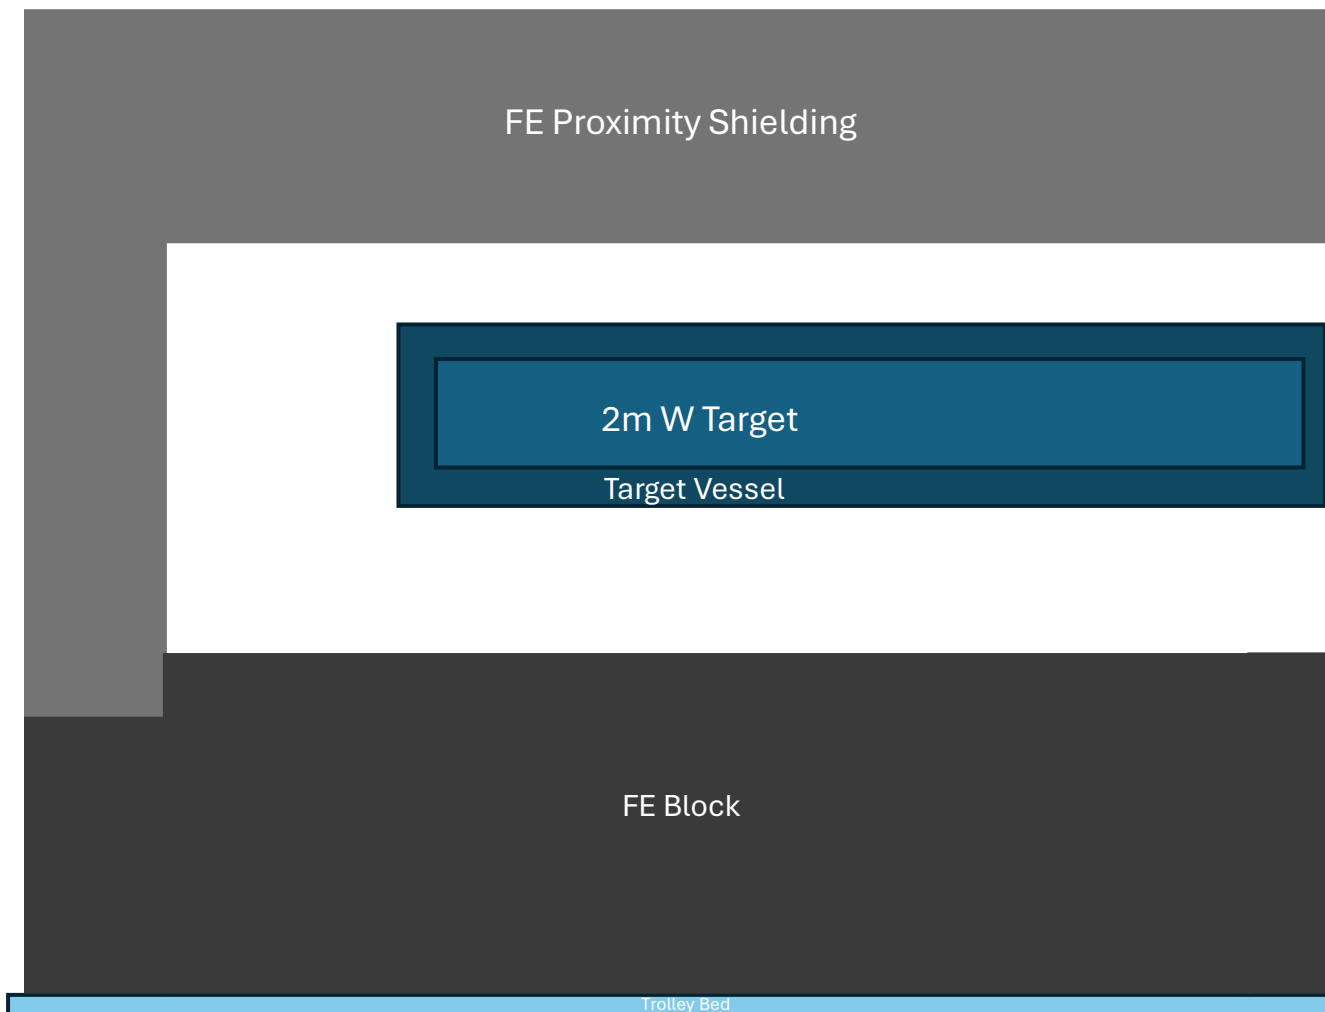 FE Proximity Shielding
2m W Target
Target Vessel
FE Block
Trolley Bed